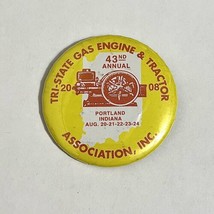 TRI-STATE GAS ENGINE & TRACTOR
43RD ANNUAL
20 08
PORTLAND
INDIANA
AUG. 20-21-22-23-24
ASSOCIATION, INC.